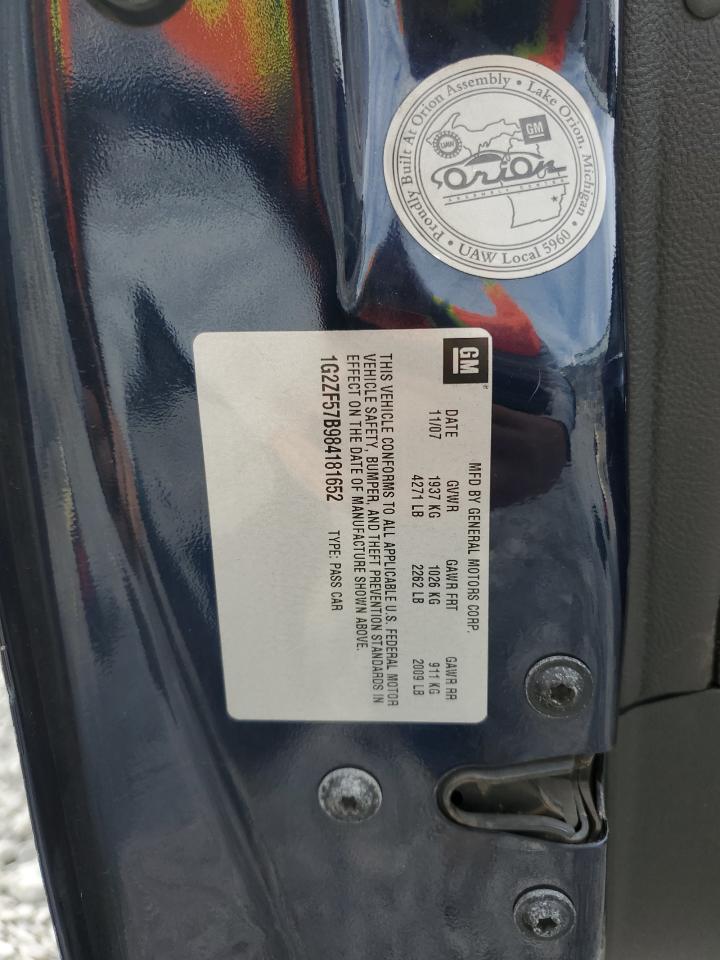 Proudly Built At Orion Assembly • Lake Orion, Michigan •
UAW Local 5960 •
UAW
GM
Orion
ASSEMBLY CENTER
GM
MFD BY GENERAL MOTORS CORP.
DATE GVWR GAWR FRT GAWR RR
11/07 1937 KG 1026 KG 911 KG
4271 LB 2262 LB 2009 LB
THIS VEHICLE CONFORMS TO ALL APPLICABLE U.S. FEDERAL MOTOR
VEHICLE SAFETY, BUMPER, AND THEFT PREVENTION STANDARDS IN
EFFECT ON THE DATE OF MANUFACTURE SHOWN ABOVE.
1G2ZF57B984181652 TYPE: PASS CAR